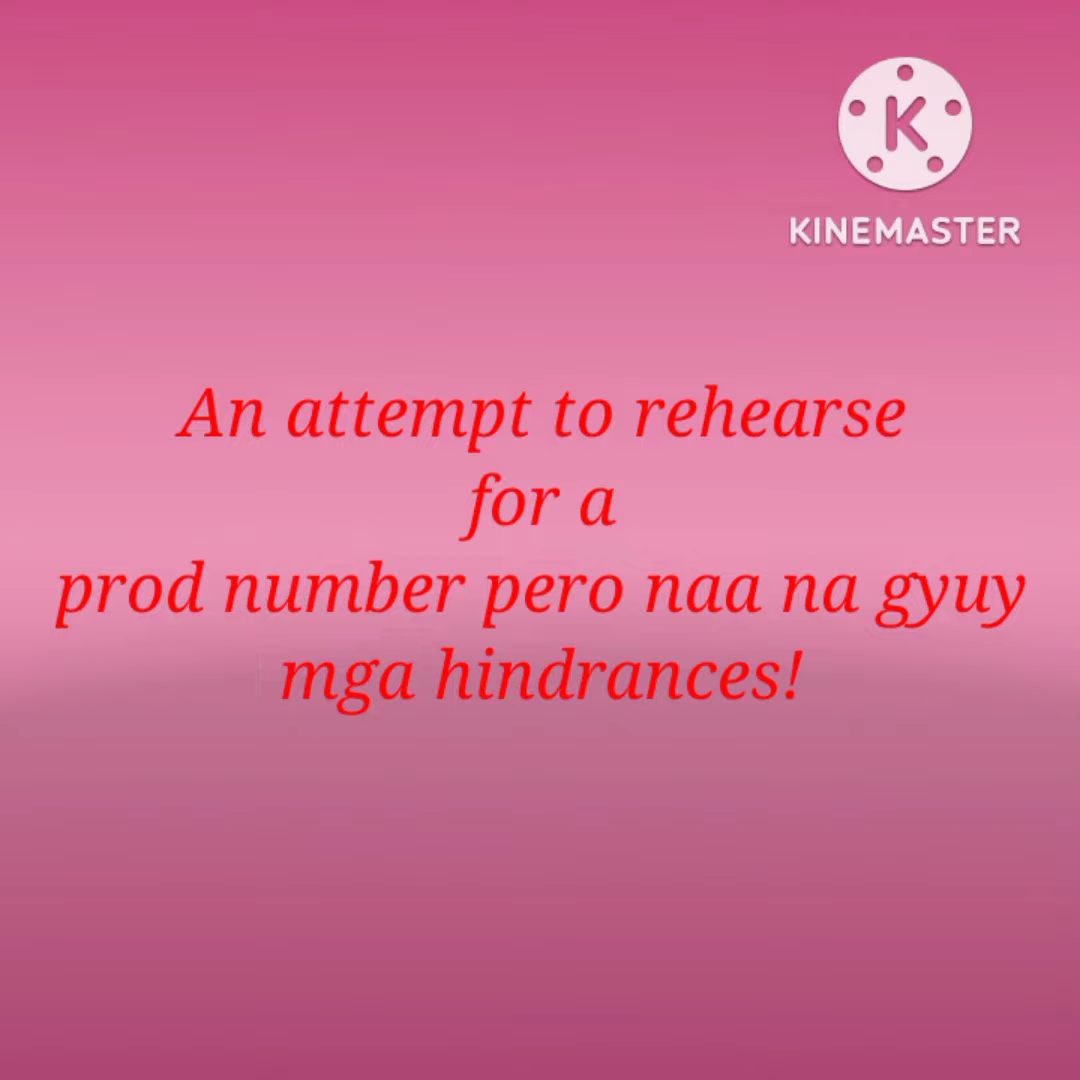 K
KINEMASTER
An attempt to rehearse
for a
prod number pero naa na gyuy
mga hindrances!